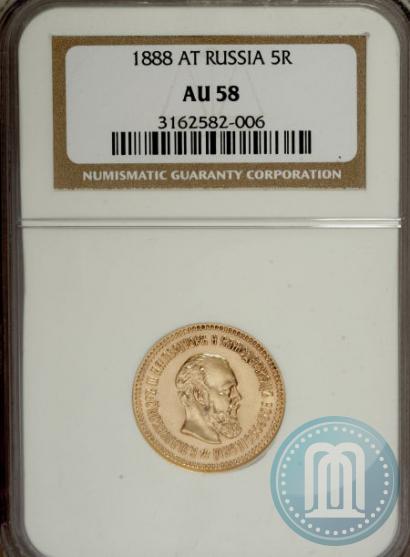 1888 AT RUSSIA 5R
AU 58
3162582-006
NUMISMATIC GUARANTY CORPORATION